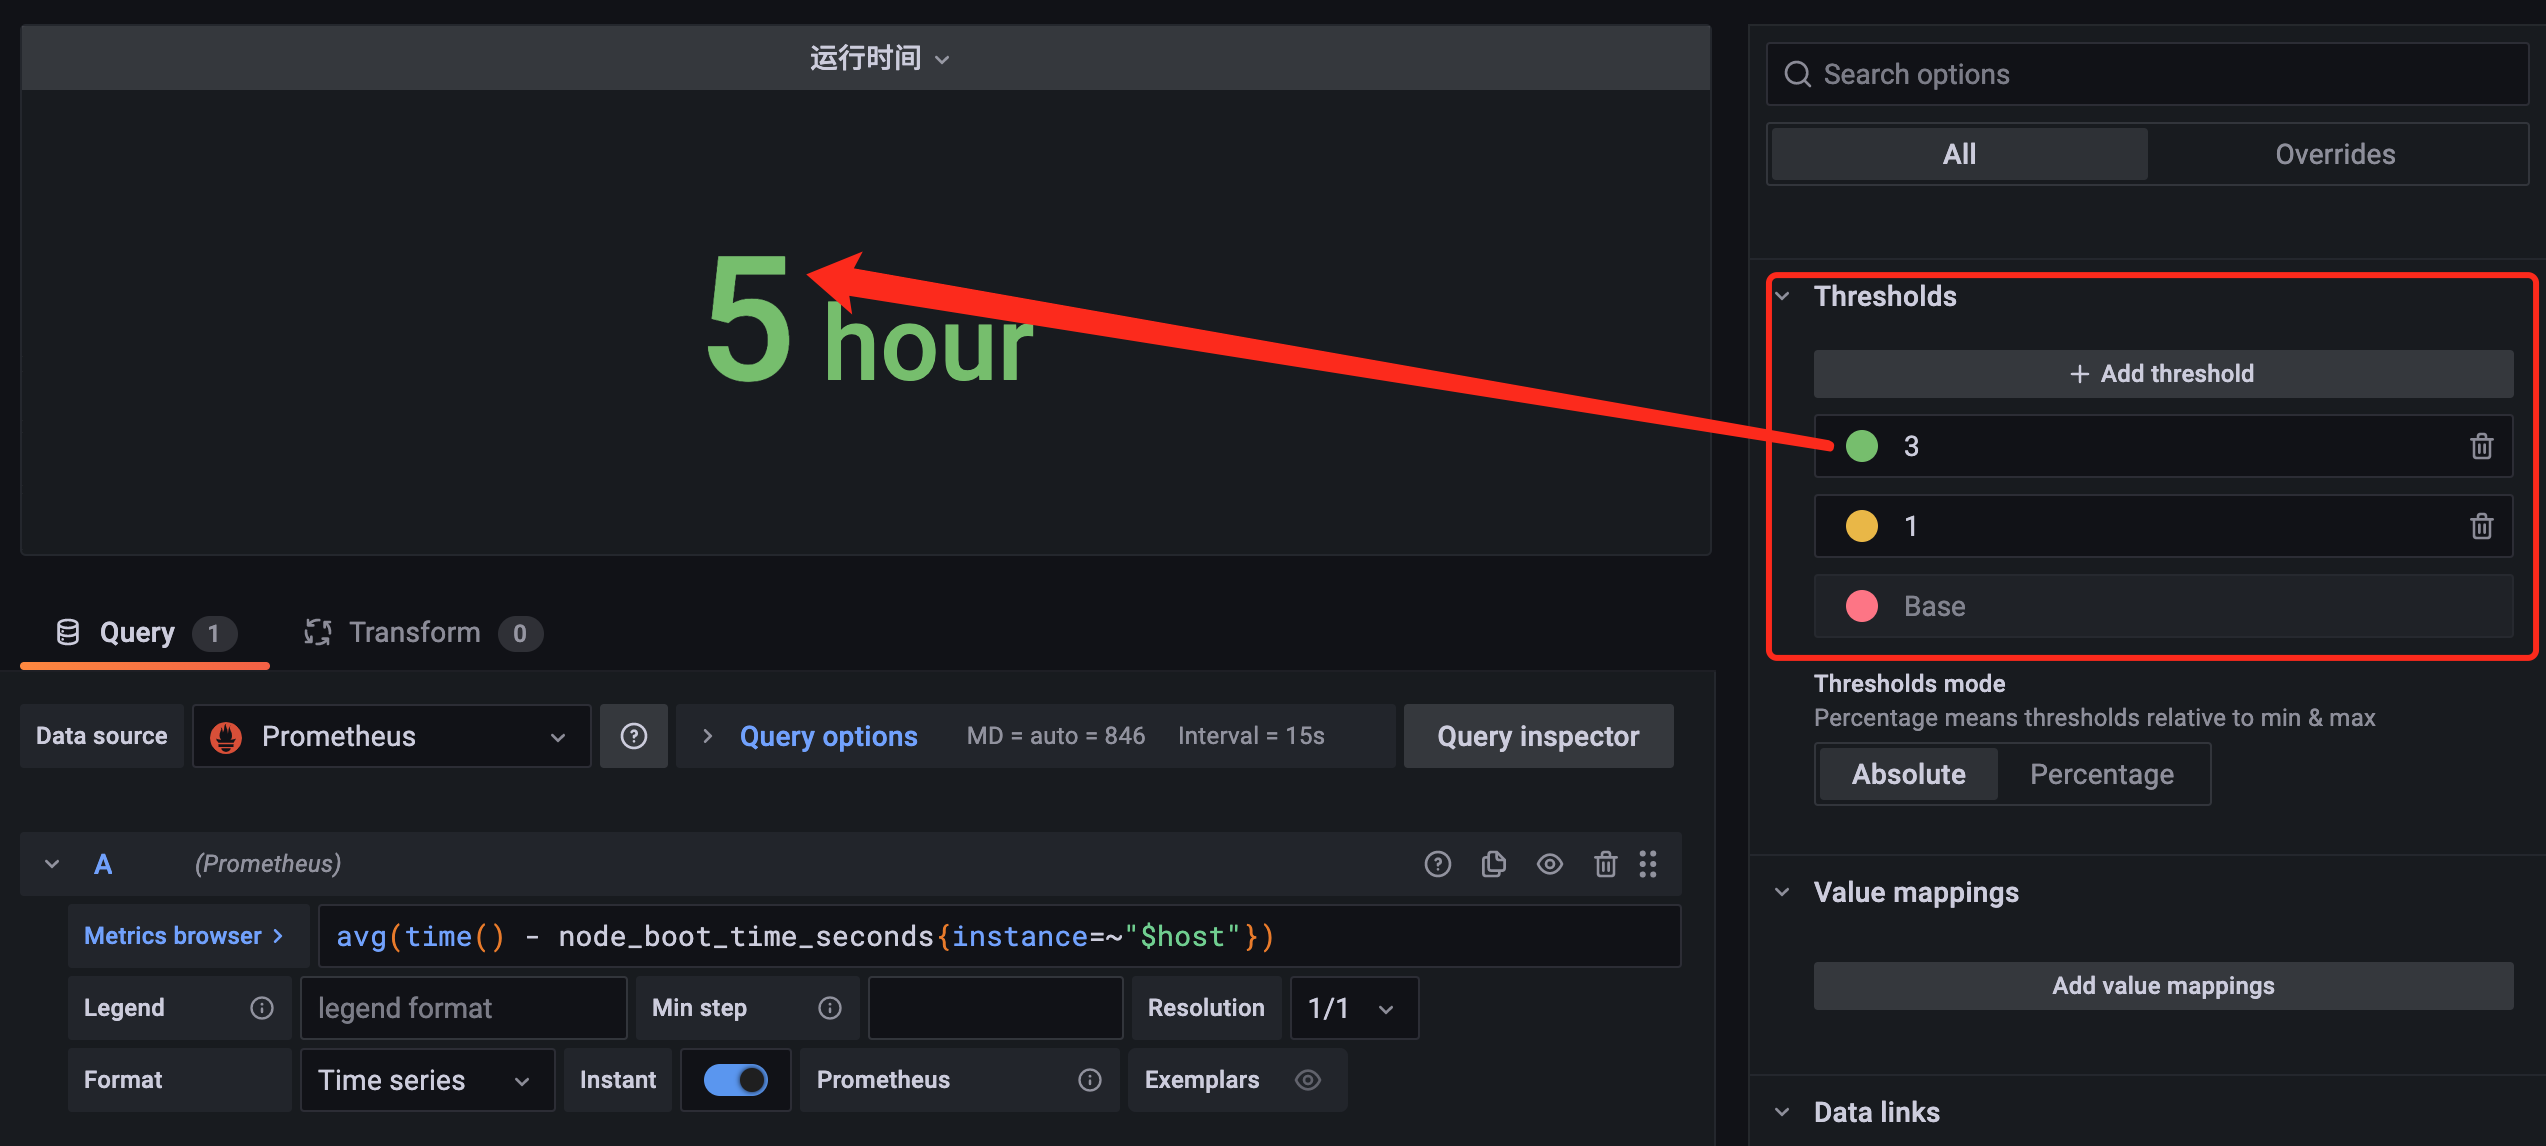 运行时间
5 hour
Query 1
Transform 0
Data source
Prometheus
Query options
MD = auto = 846
Interval = 15s
Query inspector
A
(Prometheus)
Metrics browser >
avg(time() - node_boot_time_seconds{instance=~"$host"})
Legend
legend format
Min step
Resolution
1/1
Format
Time series
Instant
Prometheus
Exemplars
Search options
All
Overrides
Thresholds
+ Add threshold
3
1
Base
Thresholds mode
Percentage means thresholds relative to min & max
Absolute
Percentage
Value mappings
Add value mappings
Data links